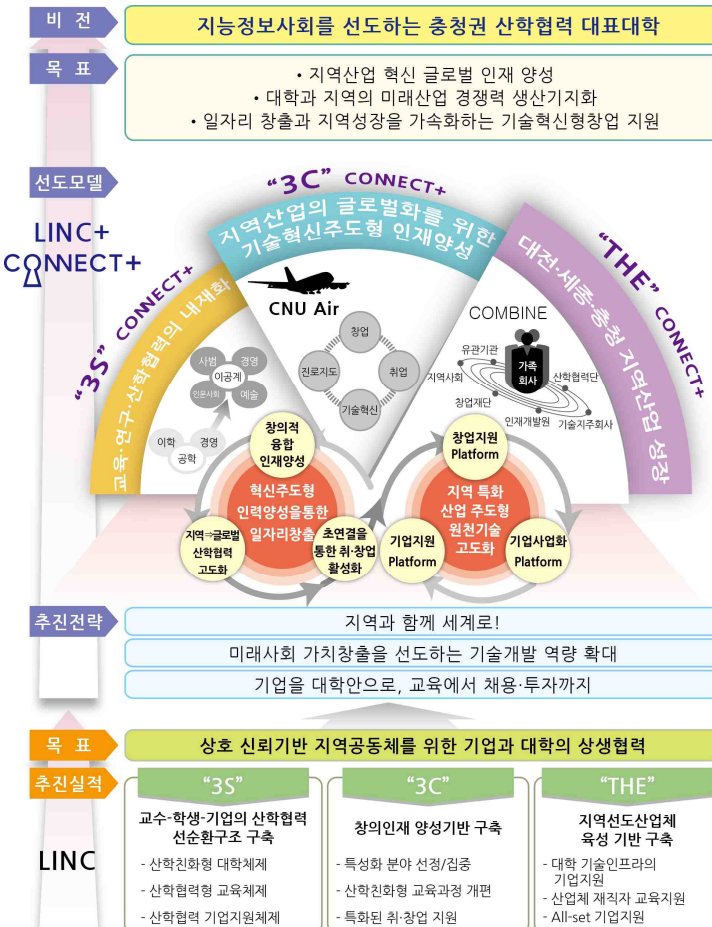 비 전
지능정보사회를 선도하는 충청권 산학협력 대표대학
목 표
• 지역산업 혁신 글로벌 인재 양성
• 대학과 지역의 미래산업 경쟁력 생산기지화
• 일자리 창출과 지역성장을 가속화하는 기술혁신형창업 지원
선도모델
LINC+
CONNECT+
"3S" CONNECT+
교육·연구·산학협력의 내재화
"3C" CONNECT+
지역산업의 글로벌화를 위한
기술혁신주도형 인재양성
"THE" CONNECT+
대전·세종·충청 지역산업 성장
사범
경영
이공계
인문사회
예술
이학
경영
공학
CNU Air
창업
진로지도
취업
기술혁신
COMBINE
유관기관
가족
회사
지역사회
산학협력단
창업재단
인재개발원
기술지주회사
창의적
융합
인재양성
혁신주도형
인력양성을통한
일자리창출
지역⇒글로벌
산학협력
고도화
초연결을
통한 취·창업
활성화
창업지원
Platform
지역 특화
산업 주도형
원천기술
고도화
기업지원
Platform
기업사업화
Platform
추진전략
지역과 함께 세계로!
미래사회 가치창출을 선도하는 기술개발 역량 확대
기업을 대학안으로, 교육에서 채용·투자까지
목 표
상호 신뢰기반 지역공동체를 위한 기업과 대학의 상생협력
추진실적
LINC
"3S"
교수-학생-기업의 산학협력
선순환구조 구축
- 산학친화형 대학체제
- 산학협력형 교육체제
- 산학협력 기업지원체제
"3C"
창의인재 양성기반 구축
- 특성화 분야 선정/집중
- 산학친화형 교육과정 개편
- 특화된 취·창업 지원
"THE"
지역선도산업체
육성 기반 구축
- 대학 기술인프라의
기업지원
- 산업체 재직자 교육지원
- All-set 기업지원